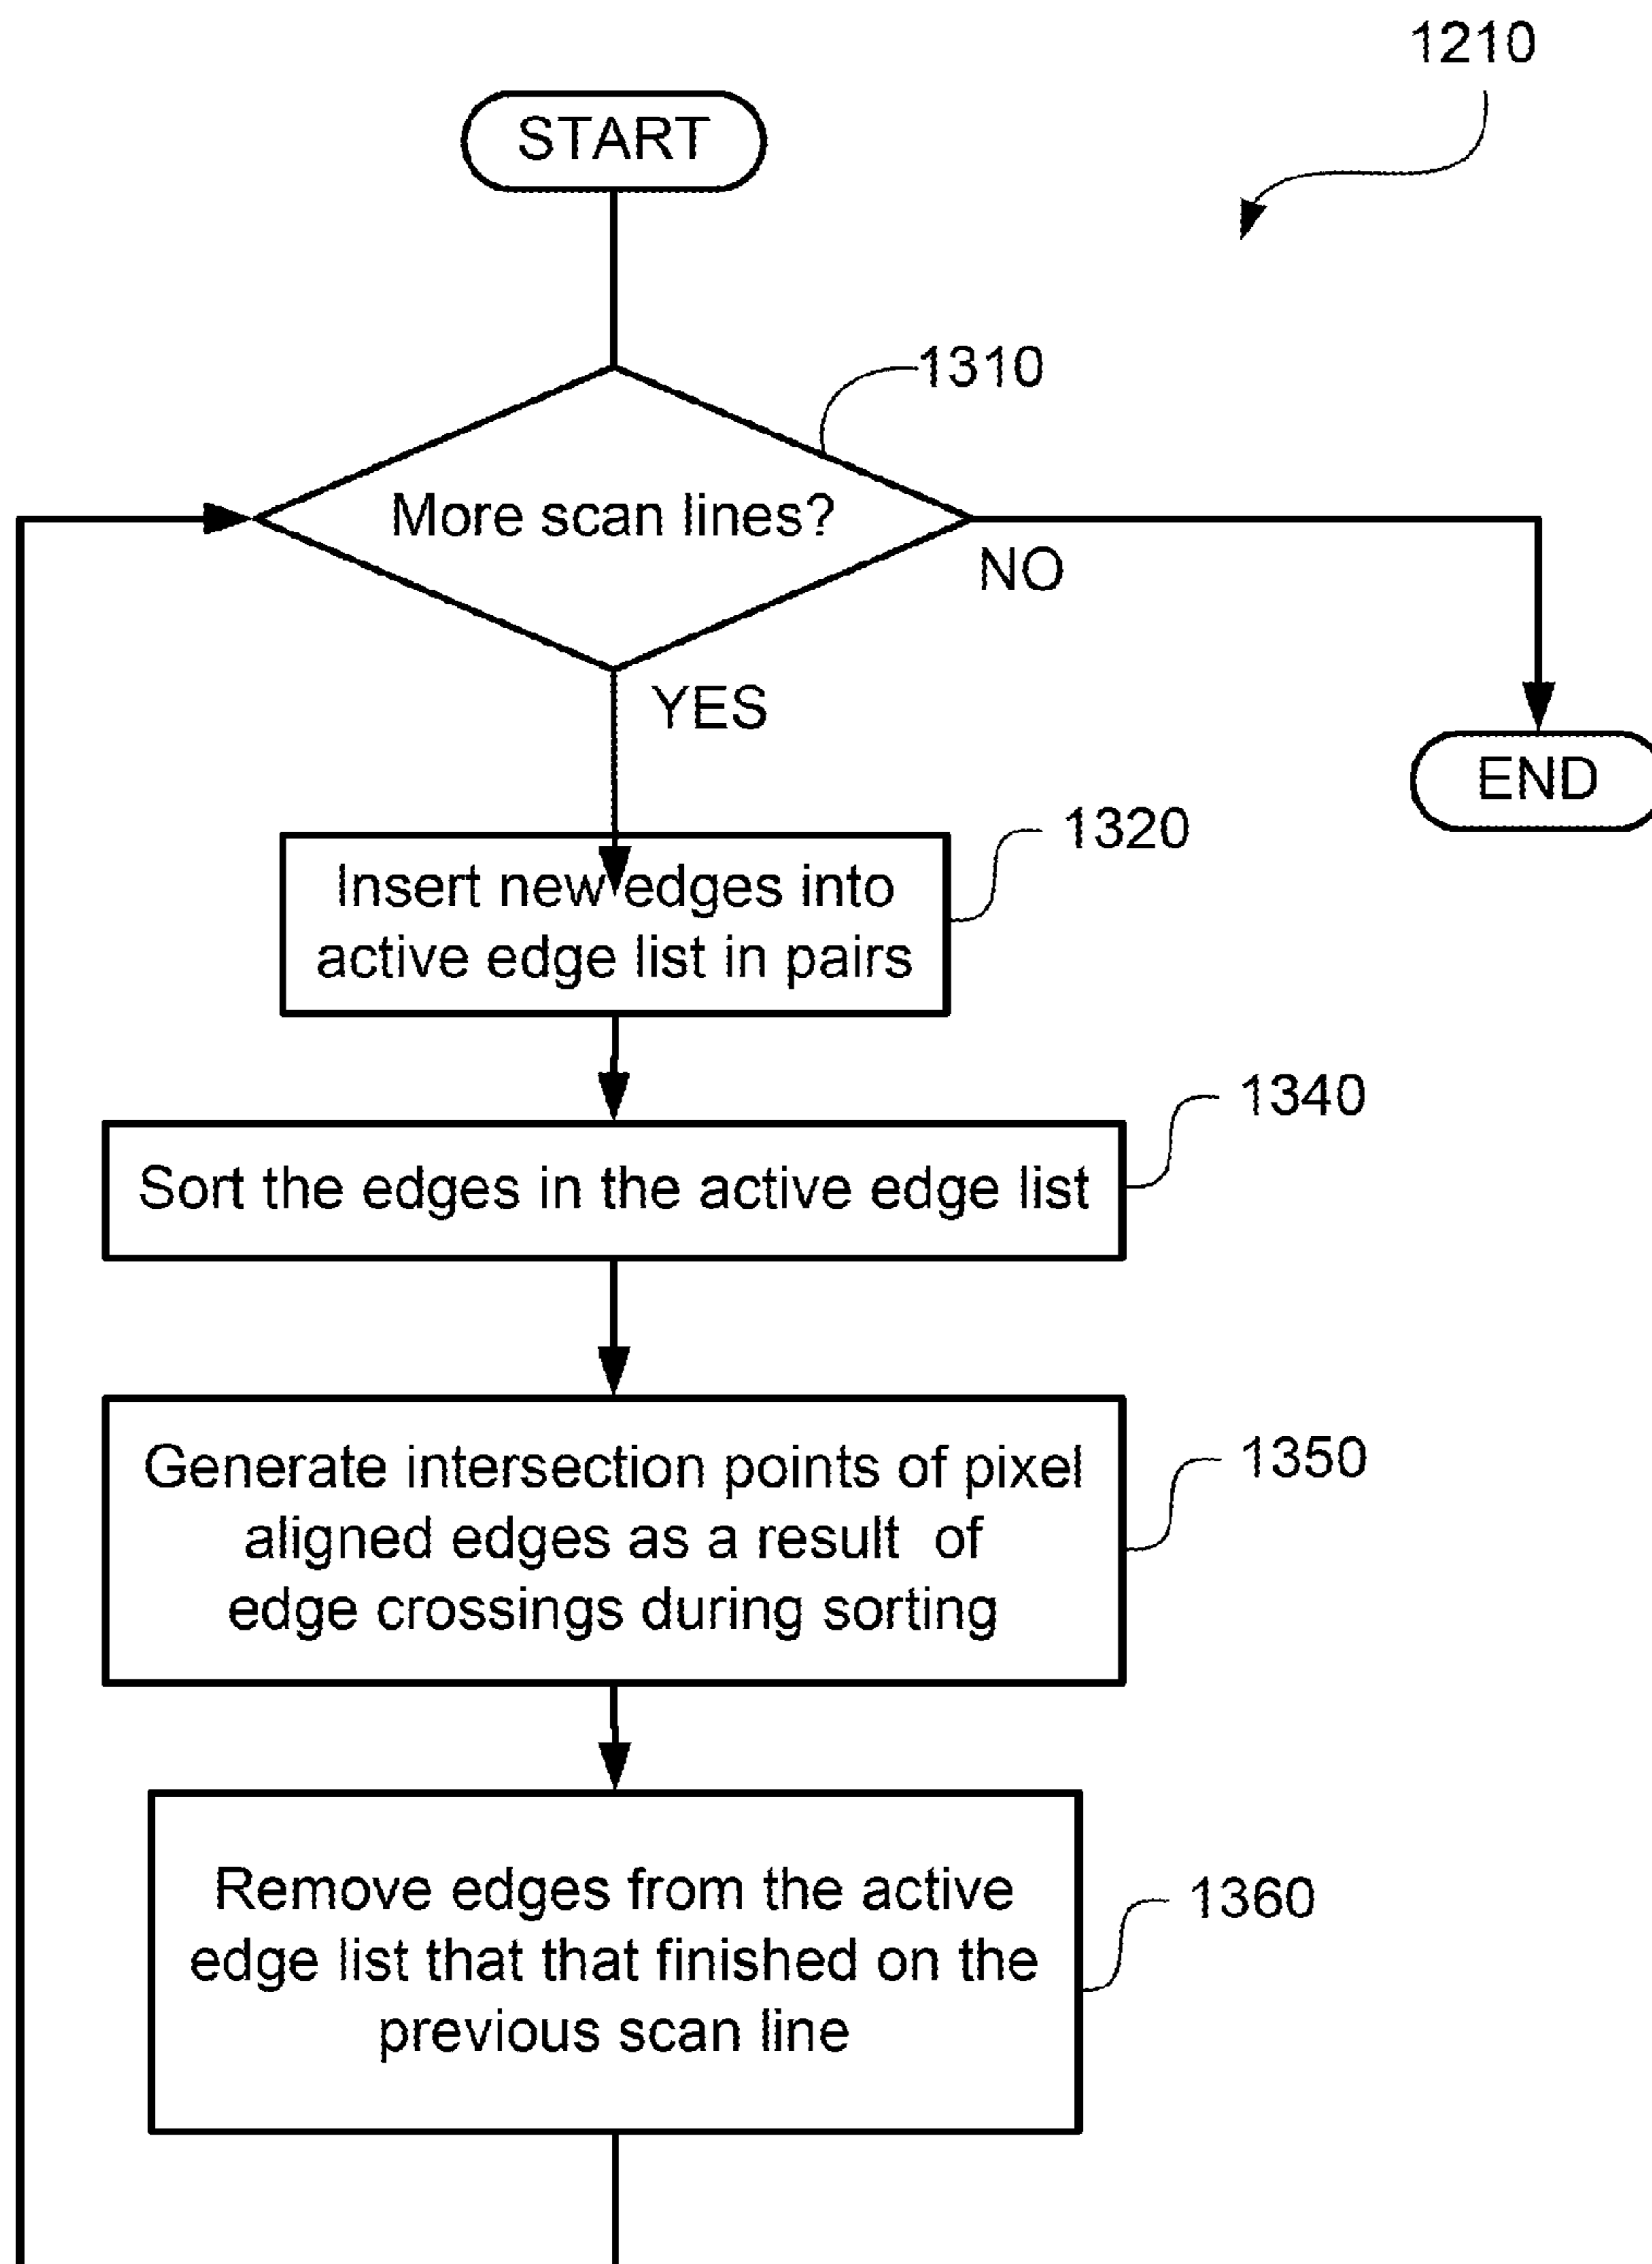 1210
START
1310
More scan lines?
NO
YES
END
1320
Insert new edges into
active edge list in pairs
1340
Sort the edges in the active edge list
1350
Generate intersection points of pixel
aligned edges as a result of
edge crossings during sorting
1360
Remove edges from the active
edge list that that finished on the
previous scan line